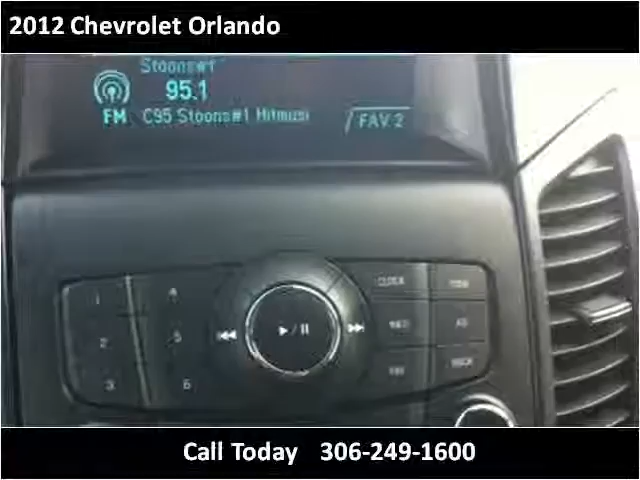 2012 Chevrolet Orlando
Stoons#1
95.1
FM C95 Stoons#1 Hitmusi FAV 2
1 4 CLOCK
2 5
3 6
Call Today 306-249-1600